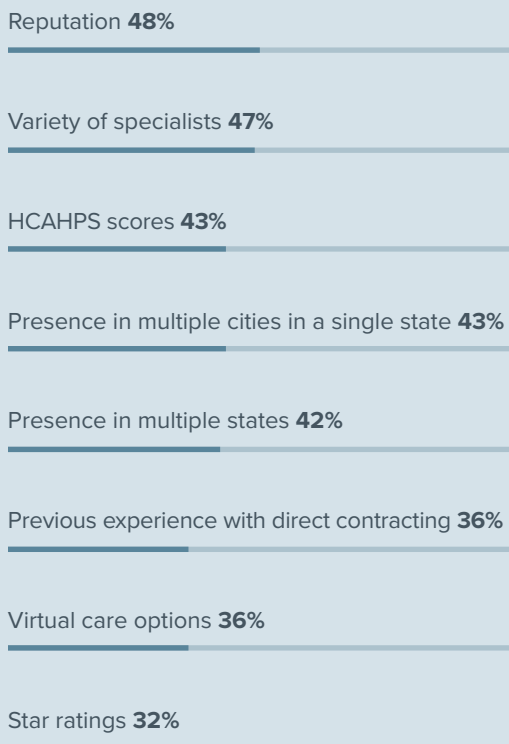 Reputation 48%
Variety of specialists 47%
HCAHPS scores 43%
Presence in multiple cities in a single state 43%
Presence in multiple states 42%
Previous experience with direct contracting 36%
Virtual care options 36%
Star ratings 32%